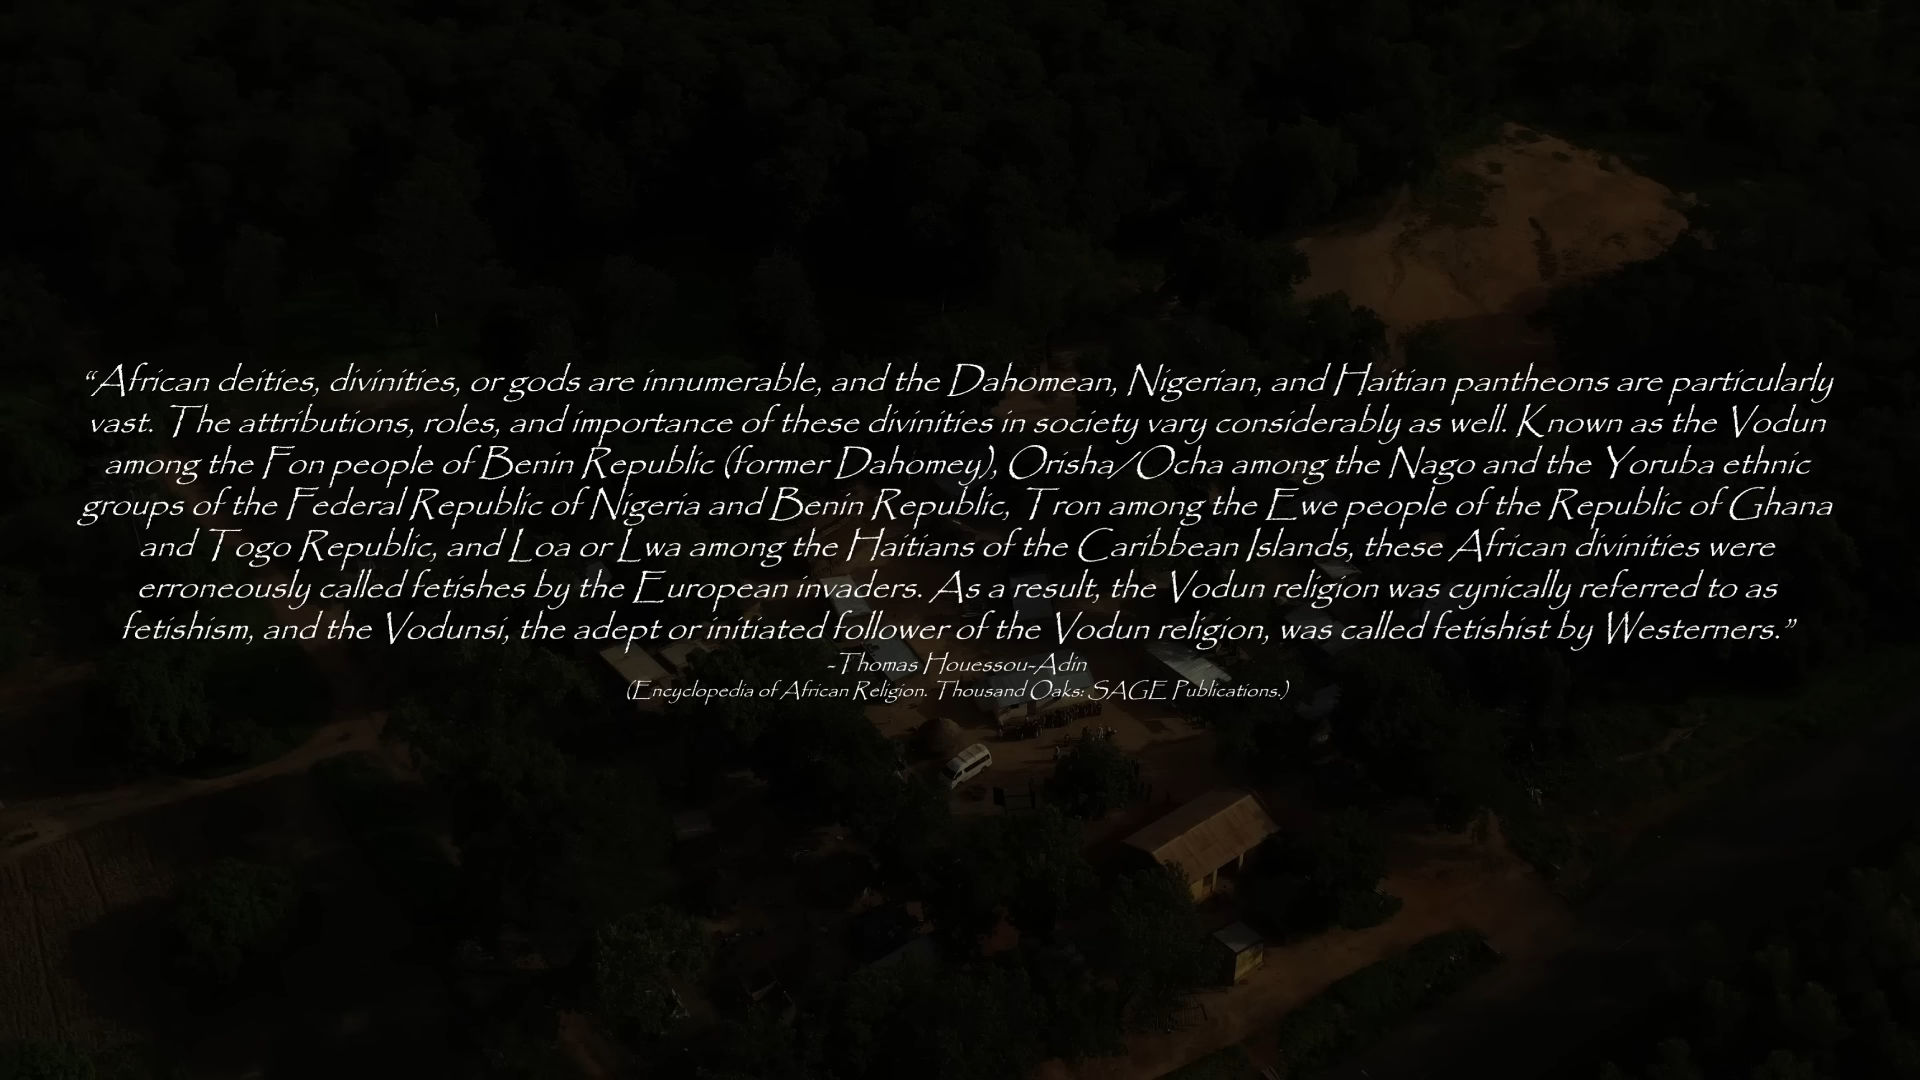 “African deities, divinities, or gods are innumerable, and the Dahomean, Nigerian, and Haitian pantheons are particularly
vast. The attributions, roles, and importance of these divinities in society vary considerably as well. Known as the Vodun
among the Fon people of Benin Republic (former Dahomey), Orisha/Ocha among the Nago and the Yoruba ethnic
groups of the Federal Republic of Nigeria and Benin Republic, Tron among the Ewe people of the Republic of Ghana
and Togo Republic, and Loa or Lwa among the Haitians of the Caribbean Islands, these African divinities were
erroneously called fetishes by the European invaders. As a result, the Vodun religion was cynically referred to as
fetishism, and the Vodunsi, the adept or initiated follower of the Vodun religion, was called fetishist by Westerners.”
-Thomas Houessou-Adin
(Encyclopedia of African Religion. Thousand Oaks: SAGE Publications.)